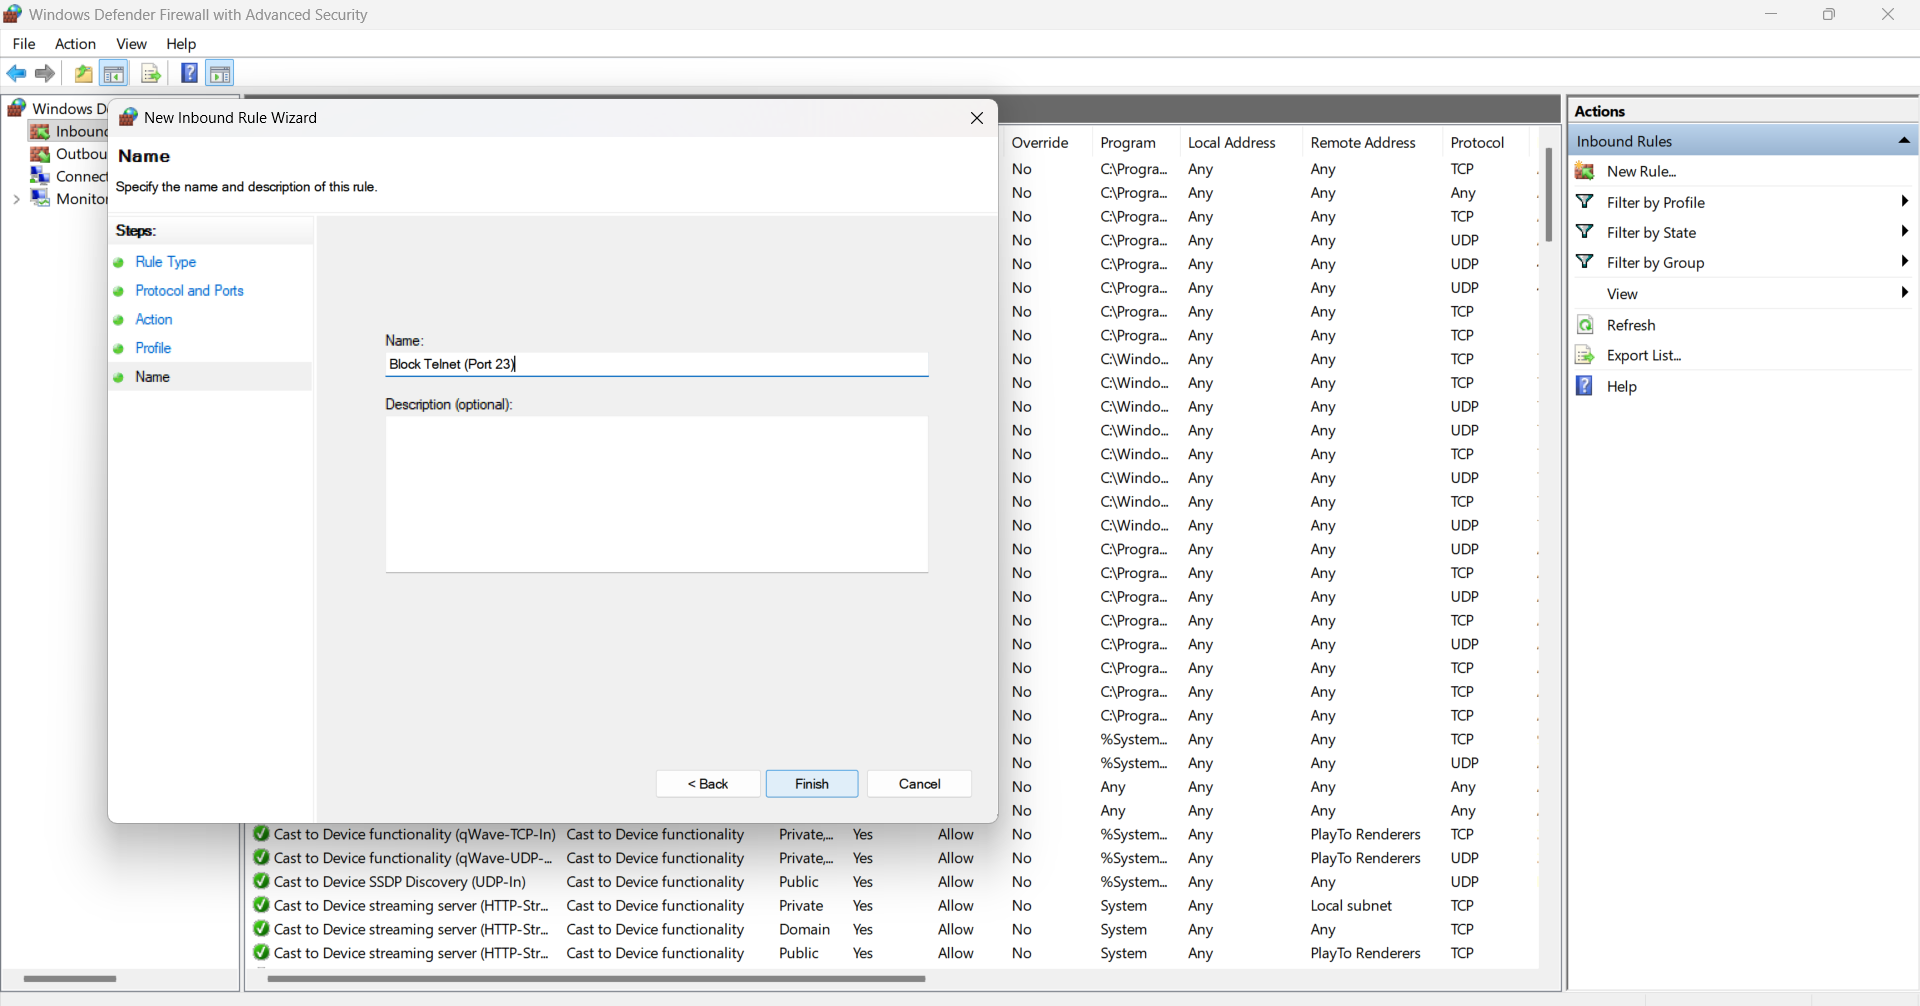 Windows Defender Firewall with Advanced Security
File Action View Help
Windows D
Inbound
Outbou
Connect
Monitor
New Inbound Rule Wizard
Name
Specify the name and description of this rule.
Steps:
Rule Type
Protocol and Ports
Action
Profile
Name
Name:
Block Telnet (Port 23)
Description (optional):
< Back Finish Cancel
Override Program Local Address Remote Address Protocol
No C:\Progra... Any Any TCP
No C:\Progra... Any Any Any
No C:\Progra... Any Any TCP
No C:\Progra... Any Any UDP
No C:\Progra... Any Any UDP
No C:\Progra... Any Any UDP
No C:\Progra... Any Any TCP
No C:\Progra... Any Any TCP
No C:\Windo... Any Any TCP
No C:\Windo... Any Any TCP
No C:\Windo... Any Any UDP
No C:\Windo... Any Any UDP
No C:\Windo... Any Any TCP
No C:\Windo... Any Any UDP
No C:\Windo... Any Any TCP
No C:\Windo... Any Any UDP
No C:\Progra... Any Any UDP
No C:\Progra... Any Any TCP
No C:\Progra... Any Any UDP
No C:\Progra... Any Any TCP
No C:\Progra... Any Any UDP
No C:\Progra... Any Any TCP
No C:\Progra... Any Any TCP
No C:\Progra... Any Any TCP
No %System... Any Any TCP
No %System... Any Any UDP
No Any Any Any Any
No Any Any Any Any
Cast to Device functionality (qWave-TCP-In) Cast to Device functionality Private,... Yes Allow No %System... Any PlayTo Renderers TCP
Cast to Device functionality (qWave-UDP-... Cast to Device functionality Private,... Yes Allow No %System... Any PlayTo Renderers UDP
Cast to Device SSDP Discovery (UDP-In) Cast to Device functionality Public Yes Allow No %System... Any Any UDP
Cast to Device streaming server (HTTP-Str... Cast to Device functionality Private Yes Allow No System Any Local subnet TCP
Cast to Device streaming server (HTTP-Str... Cast to Device functionality Domain Yes Allow No System Any Any TCP
Cast to Device streaming server (HTTP-Str... Cast to Device functionality Public Yes Allow No System Any PlayTo Renderers TCP
Actions
Inbound Rules
New Rule...
Filter by Profile
Filter by State
Filter by Group
View
Refresh
Export List...
Help